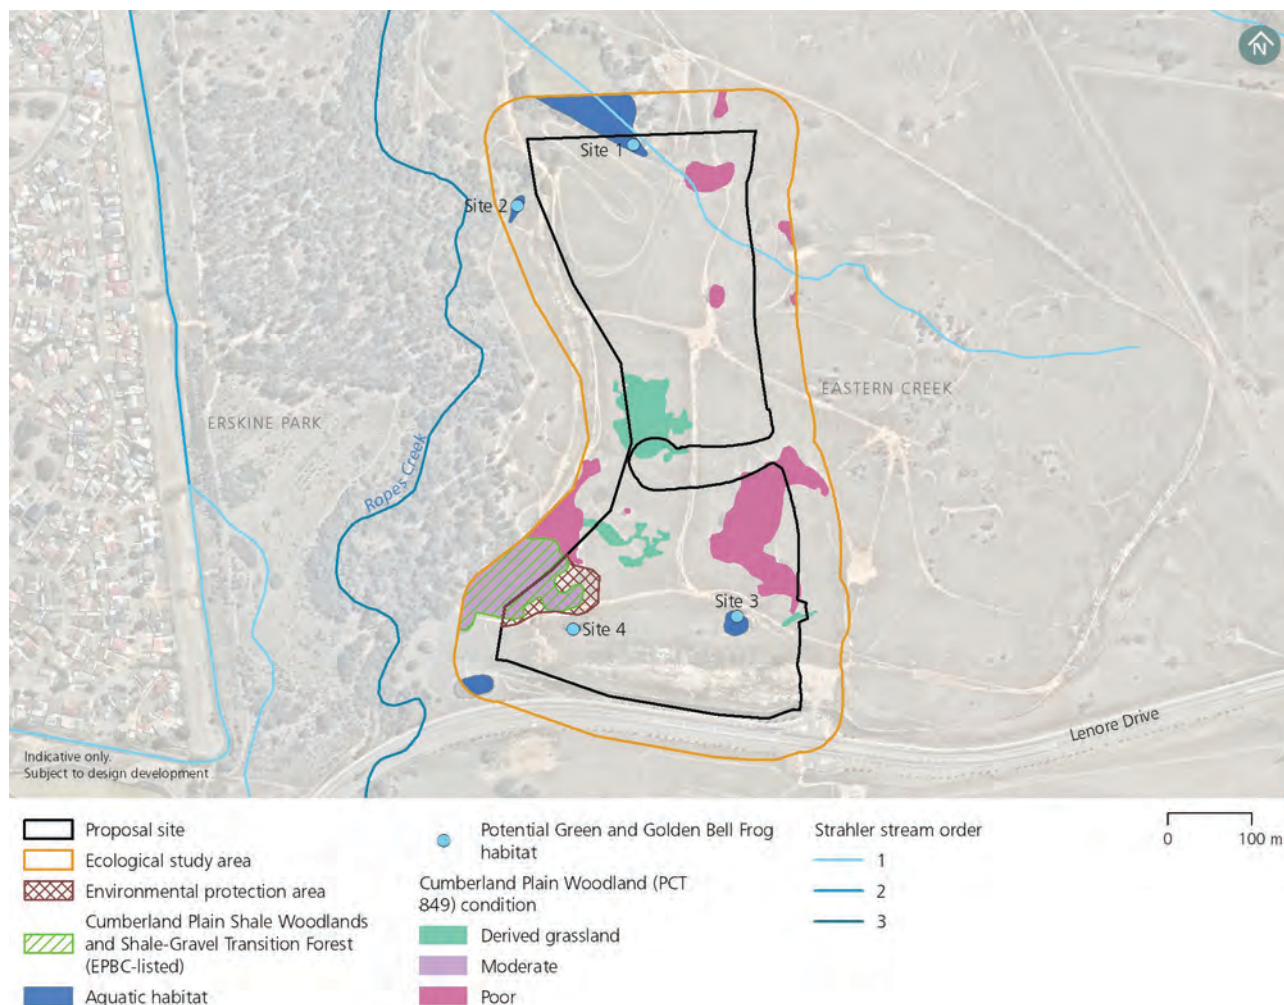 N
Site 1
Site 2
ERSKINE PARK
EASTERN CREEK
Ropes Creek
Site 3
Site 4
Lenore Drive
Indicative only.
Subject to design development
Proposal site
Ecological study area
Environmental protection area
Cumberland Plain Shale Woodlands
and Shale-Gravel Transition Forest
(EPBC-listed)
Aquatic habitat
Potential Green and Golden Bell Frog
habitat
Cumberland Plain Woodland (PCT
849) condition
Derived grassland
Moderate
Poor
Strahler stream order
1
2
3
0 100 m